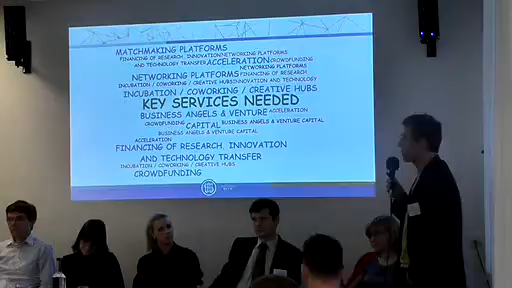 MATCHMAKING PLATFORMS
FINANCING OF RESEARCH, INNOVATION NETWORKING PLATFORMS
AND TECHNOLOGY TRANSFER ACCELERATION CROWDFUNDING
NETWORKING PLATFORMS
NETWORKING PLATFORMS FINANCING OF RESEARCH,
INCUBATION / COWORKING / CREATIVE HUBS INNOVATION AND TECHNOLOGY
INCUBATION / COWORKING / CREATIVE HUBS
KEY SERVICES NEEDED
BUSINESS ANGELS & VENTURE ACCELERATION
CROWDFUNDING CAPITAL BUSINESS ANGELS & VENTURE CAPITAL
BUSINESS ANGELS & VENTURE CAPITAL
ACCELERATION
FINANCING OF RESEARCH, INNOVATION
AND TECHNOLOGY TRANSFER
INCUBATION / COWORKING / CREATIVE HUBS
CROWDFUNDING